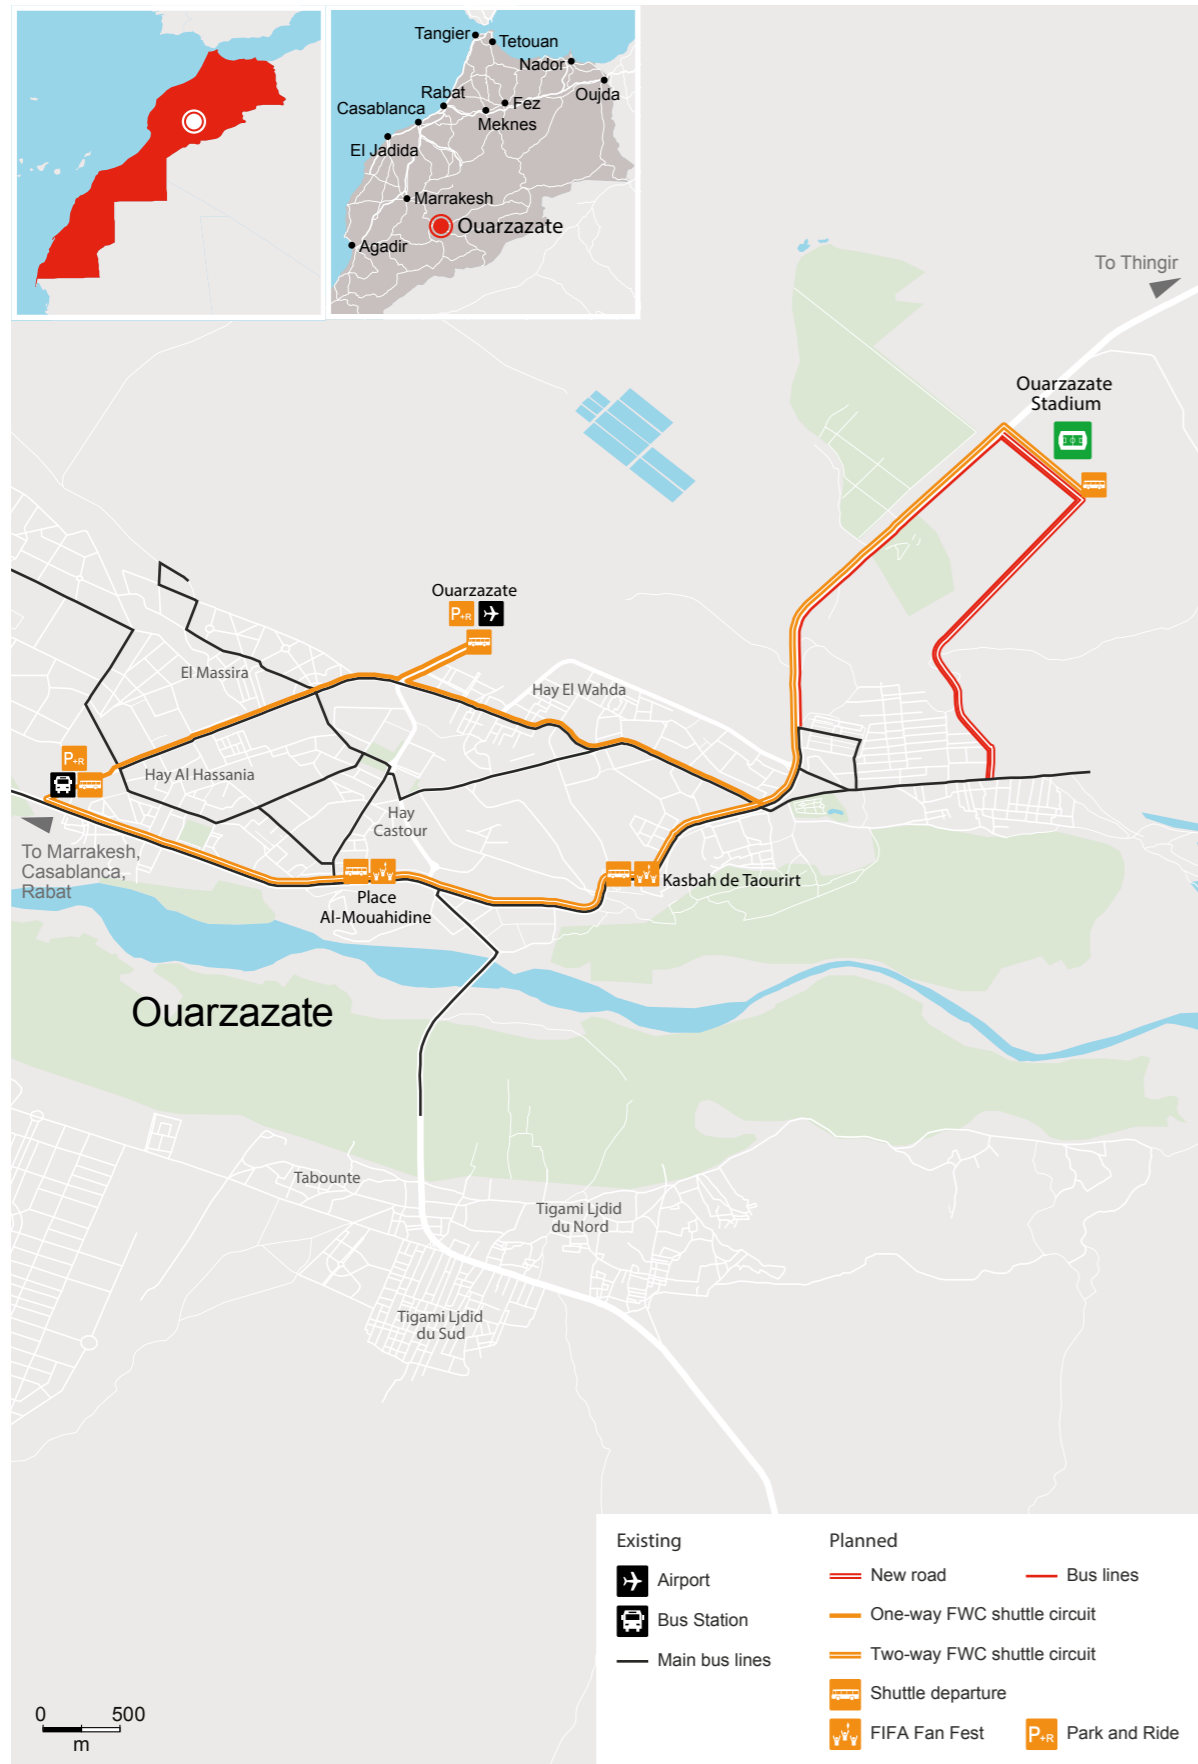 Tangier
Tetouan
Nador
Oujda
Rabat
Fez
Casablanca
Meknes
El Jadida
Marrakesh
Ouarzazate
Agadir
To Thingir
Ouarzazate
Stadium
Ouarzazate
P+R
El Massira
Hay El Wahda
P+R
Hay Al Hassania
Hay
Castour
To Marrakesh,
Casablanca,
Rabat
Place
Al-Mouahidine
Kasbah de Taourirt
Ouarzazate
Tabounte
Tigami Ljdid
du Nord
Tigami Ljdid
du Sud
Existing
Airport
Bus Station
Main bus lines
Planned
New road
Bus lines
One-way FWC shuttle circuit
Two-way FWC shuttle circuit
Shuttle departure
FIFA Fan Fest
P+R
Park and Ride
0 500
m